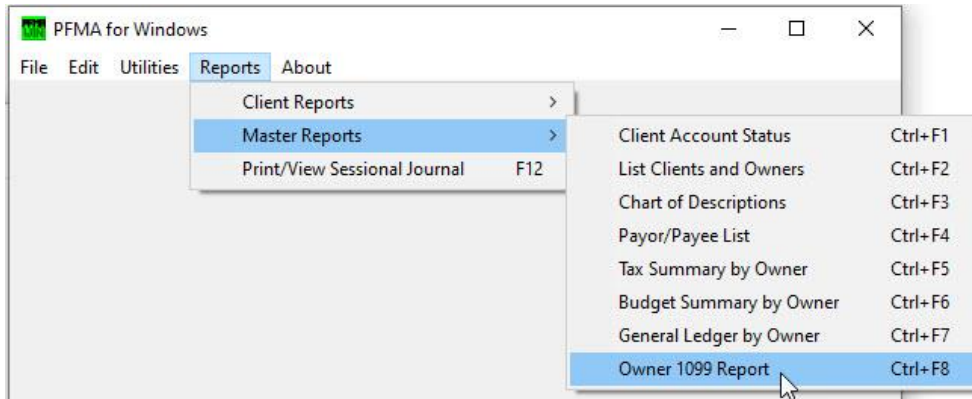 PFMA for Windows
File Edit Utilities Reports About
Client Reports
Master Reports
Print/View Sessional Journal F12
Client Account Status Ctrl+F1
List Clients and Owners Ctrl+F2
Chart of Descriptions Ctrl+F3
Payor/Payee List Ctrl+F4
Tax Summary by Owner Ctrl+F5
Budget Summary by Owner Ctrl+F6
General Ledger by Owner Ctrl+F7
Owner 1099 Report Ctrl+F8